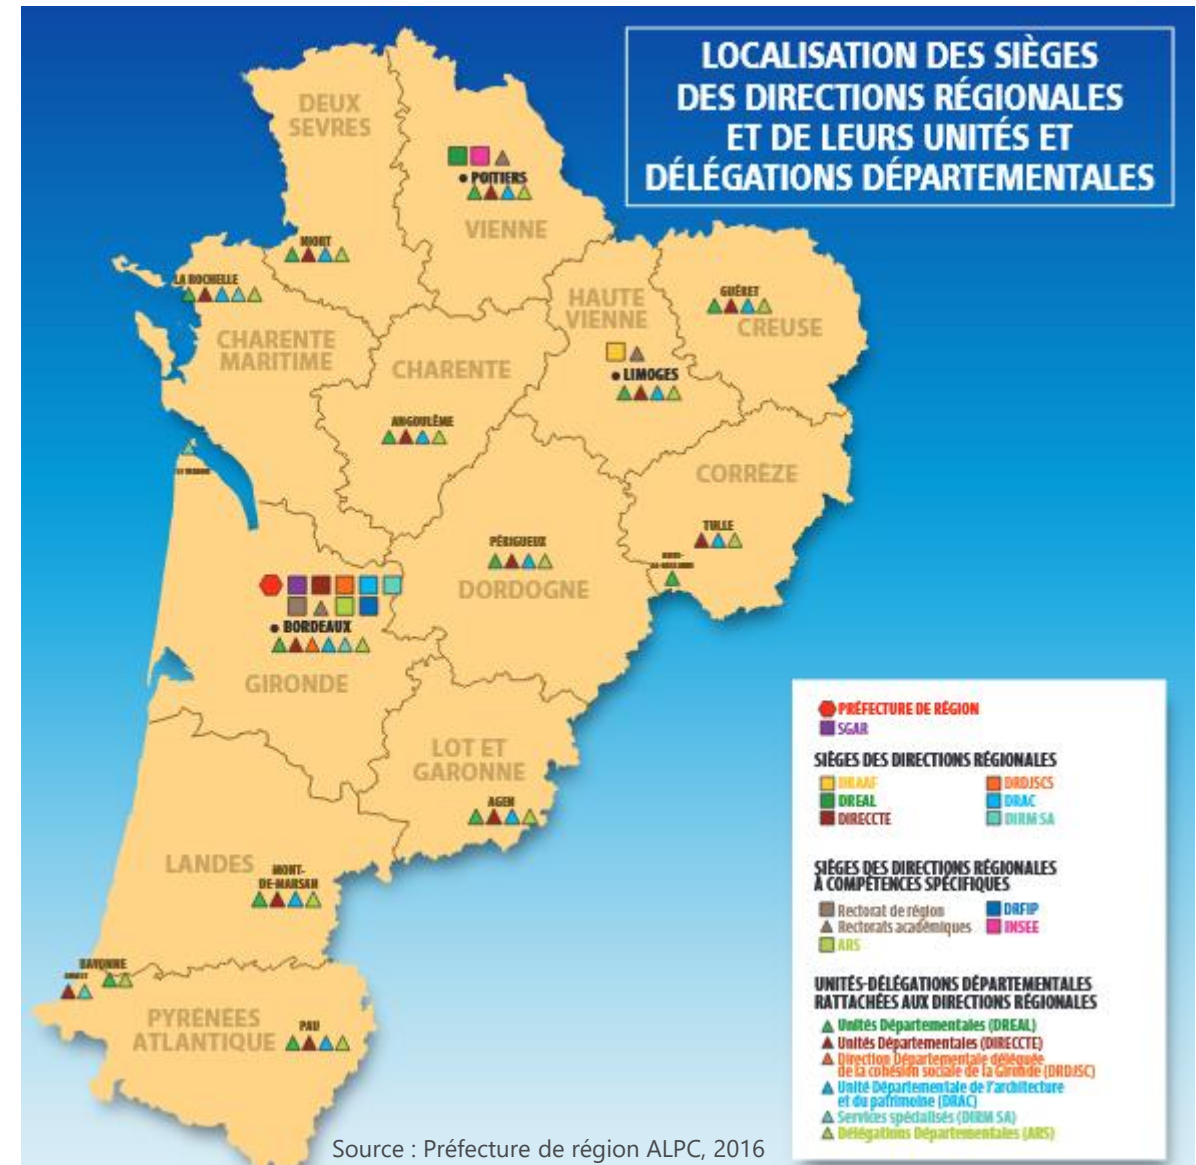 LOCALISATION DES SIÈGES
DES DIRECTIONS RÉGIONALES
ET DE LEURS UNITÉS ET
DÉLÉGATIONS DÉPARTEMENTALES
DEUX
SEVRES
POITIERS
VIENNE
NIORT
LA ROCHELLE
CHARENTE
MARITIME
CHARENTE
ANGOULÊME
HAUTE
VIENNE
LIMOGES
GUÉRET
CREUSE
CORRÈZE
TULLE
PÉRIGUEUX
DORDOGNE
BORDEAUX
GIRONDE
LOT ET
GARONNE
AGEN
LANDES
MONT-
DE-MARSAN
BAYONNE
PYRÉNÉES
ATLANTIQUE
PAU
PRÉFECTURE DE RÉGION
SGAR
SIÈGES DES DIRECTIONS RÉGIONALES
DRAAF
DREAL
DIRECCTE
DRDJSCS
DRAC
DIRM SA
SIÈGES DES DIRECTIONS RÉGIONALES
À COMPÉTENCES SPÉCIFIQUES
Rectorat de région
Rectorats académiques
ARS
DRFIP
INSEE
UNITÉS-DÉLÉGATIONS DÉPARTEMENTALES
RATTACHÉES AUX DIRECTIONS RÉGIONALES
Unités Départementales (DREAL)
Unités Départementales (DIRECCTE)
Direction Départementale déléguée
de la cohésion sociale de la Gironde (DRDJSC)
Unité Départementale de l'architecture
et du patrimoine (DRAC)
Services spécialisés (DIRM SA)
Délégations Départementales (ARS)
Source : Préfecture de région ALPC, 2016